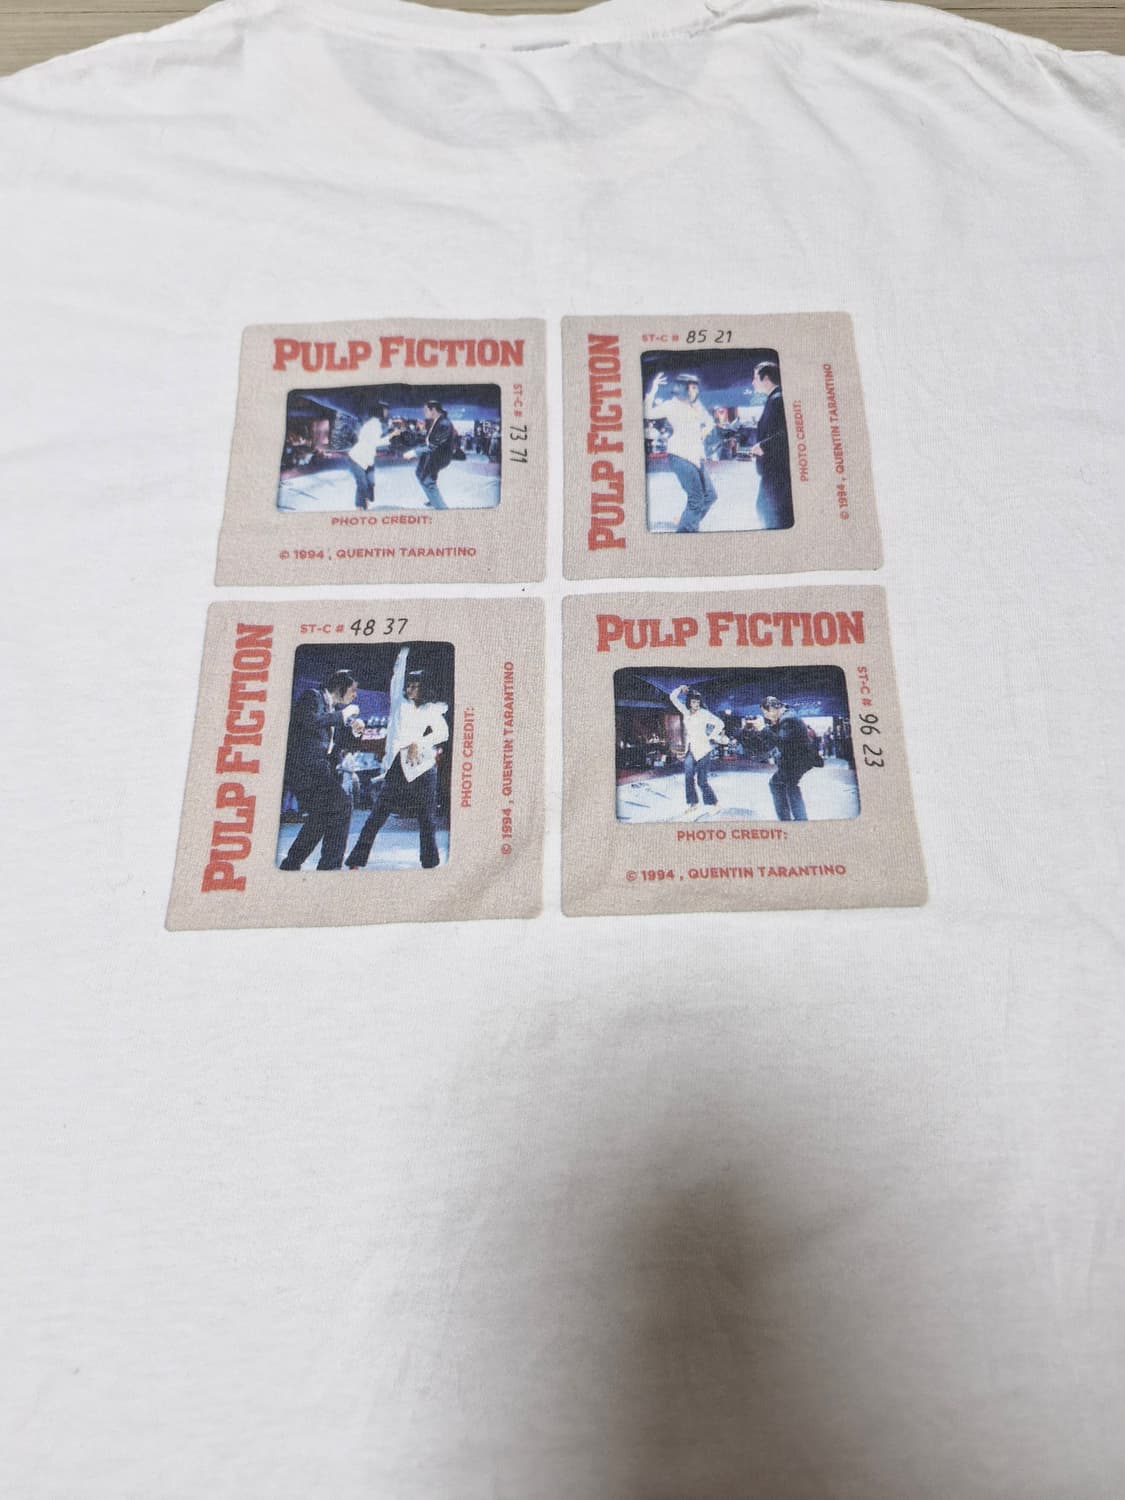 PULP FICTION
ST-C # 73 71
PHOTO CREDIT:
© 1994 , QUENTIN TARANTINO
PULP FICTION
ST-C # 85 21
PHOTO CREDIT:
© 1994 , QUENTIN TARANTINO
PULP FICTION
ST-C # 48 37
PHOTO CREDIT:
© 1994 , QUENTIN TARANTINO
PULP FICTION
ST-C # 96 23
PHOTO CREDIT:
© 1994 , QUENTIN TARANTINO